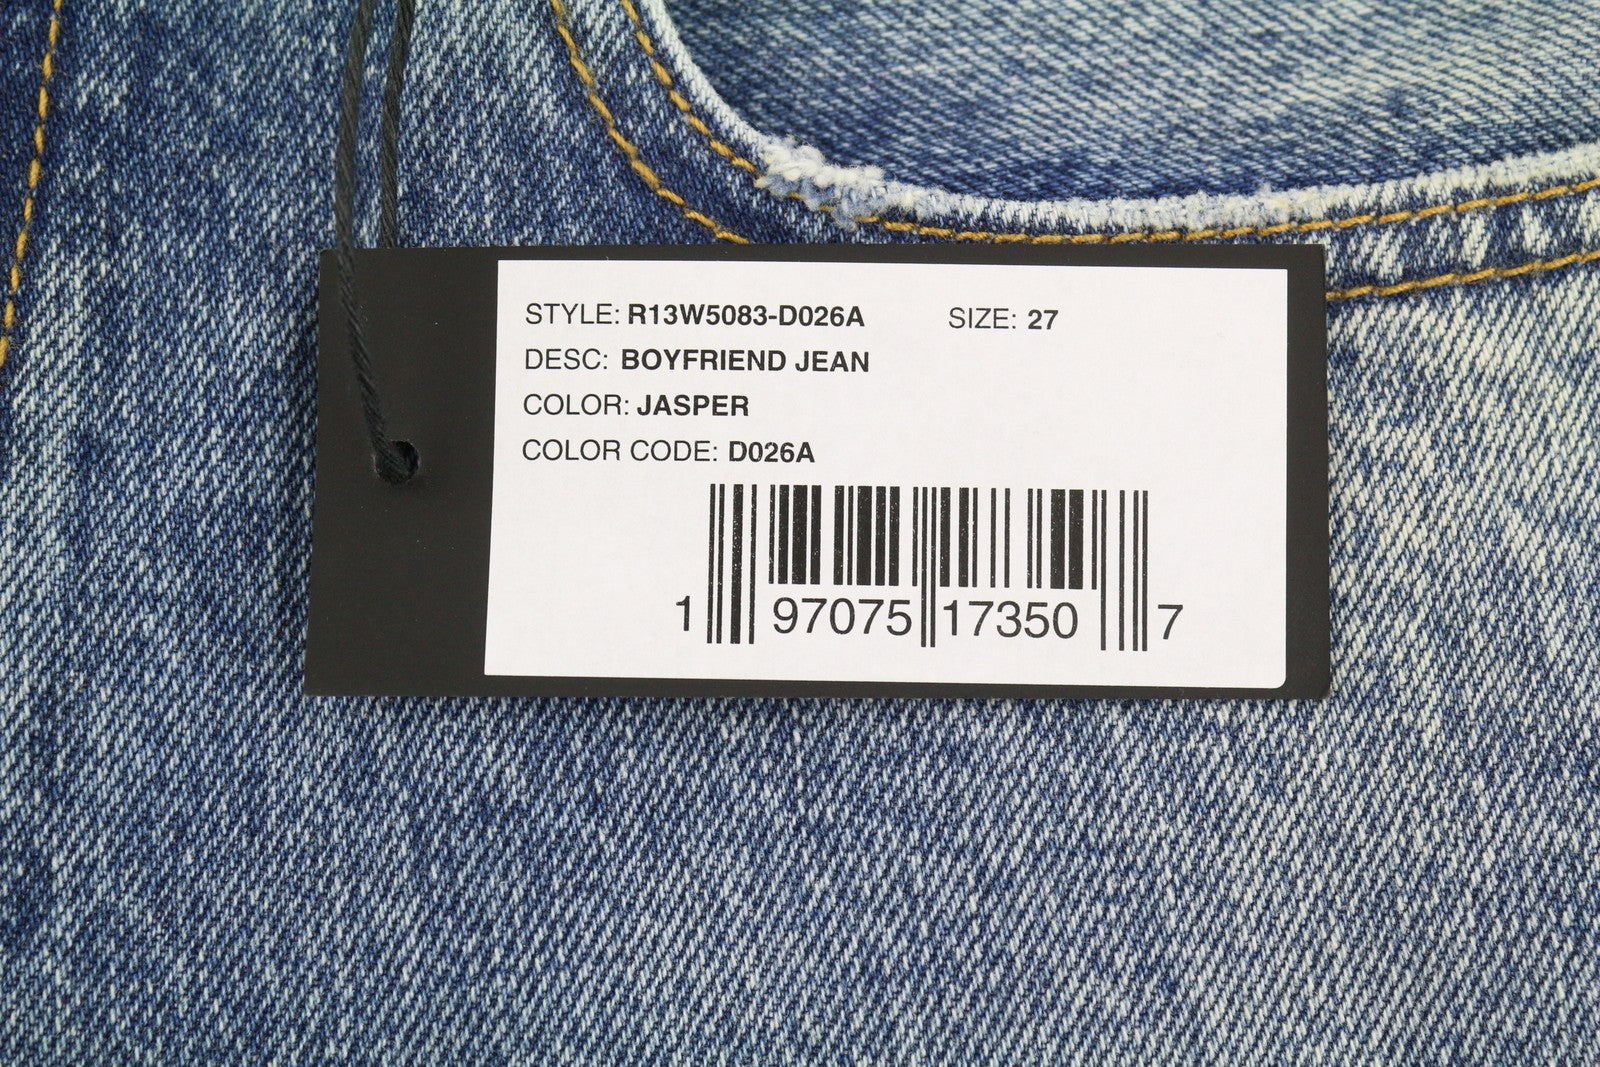 STYLE: R13W5083-D026A SIZE: 27
DESC: BOYFRIEND JEAN
COLOR: JASPER
COLOR CODE: D026A
1 97075 17350 7